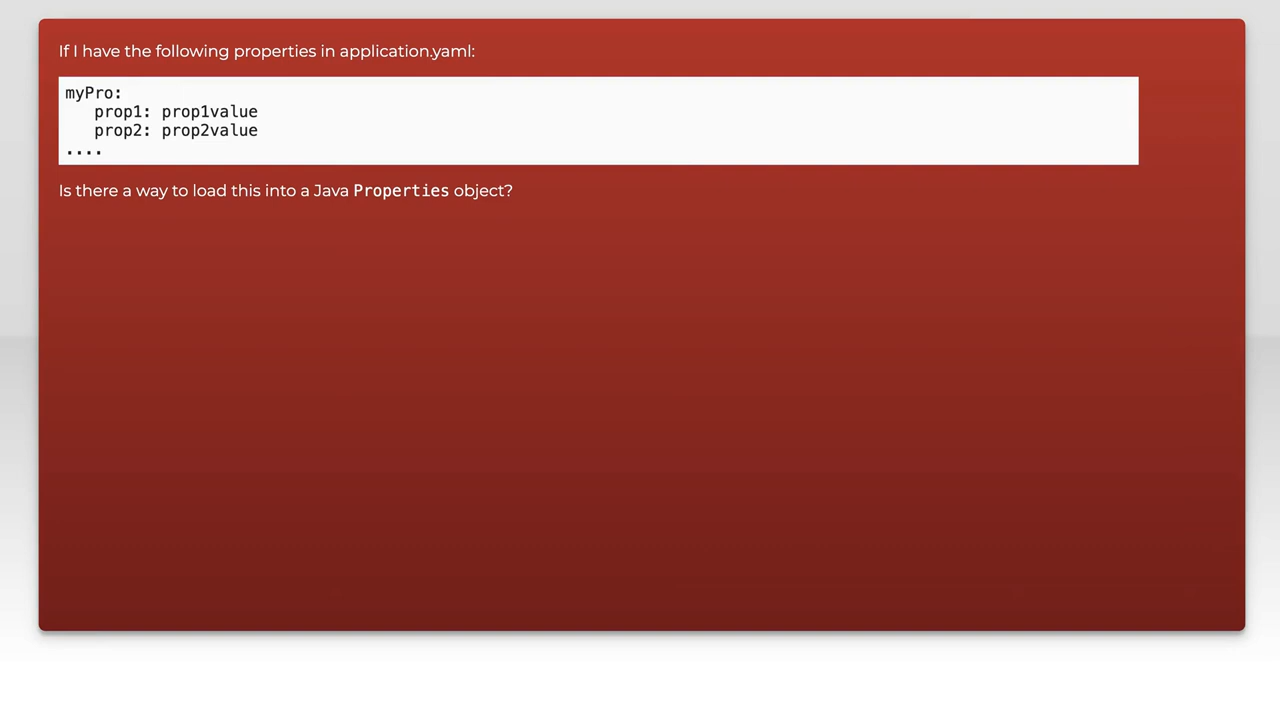 If I have the following properties in application.yaml:
myPro:
   prop1: prop1value
   prop2: prop2value
....
Is there a way to load this into a Java Properties object?